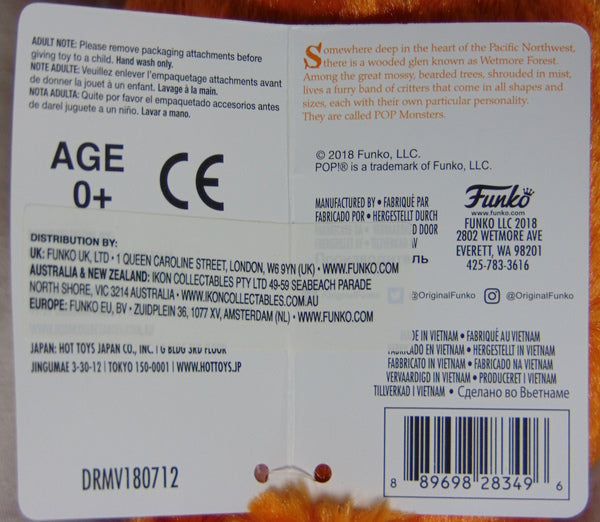 ADULT NOTE: Please remove packaging attachments before
giving toy to a child. Hand wash only.
NOTE ADULTE: Veuillez enlever l'empaquetage attachments avant
de donner la jouet à un enfant. Lavage à la main.
NOTA ADULTA: Quite por favor el empaquetado accesorios antes
de darel juguete a un niño. Lavar a mano.
AGE
0+
CE
DISTRIBUTION BY:
UK: FUNKO UK, LTD • 1 QUEEN CAROLINE STREET, LONDON, W6 9YN (UK) • WWW.FUNKO.COM
AUSTRALIA & NEW ZEALAND: IKON COLLECTABLES PTY LTD 49-59 SEABEACH PARADE
NORTH SHORE, VIC 3214 AUSTRALIA • WWW.IKONCOLLECTABLES.COM.AU
EUROPE: FUNKO EU, BV • ZUIDPLEIN 36, 1077 XV, AMSTERDAM (NL) • WWW.FUNKO.COM
JAPAN: HOT TOYS JAPAN CO., INC. G BLDG 3RD FLOOR
JINGUMAE 3-30-12 | TOKYO 150-0001 | WWW.HOTTOYS.JP
DRMV180712
Somewhere deep in the heart of the Pacific Northwest,
there is a wooded glen known as Wetmore Forest.
Among the great mossy, bearded trees, shrouded in mist,
lives a furry band of critters that come in all shapes and
sizes, each with their own particular personality.
They are called POP Monsters.
© 2018 Funko, LLC.
POP!® is a trademark of Funko, LLC.
MANUFACTURED BY • FABRIQUÉ PAR
FABRICADO POR • HERGESTELLT DURCH
DOOR
Funko
www.funko.com
FUNKO LLC 2018
2802 WETMORE AVE
EVERETT, WA 98201
425-783-3616
@OriginalFunko @OriginalFunko
MADE IN VIETNAM • FABRIQUÉ AU VIETNAM
FABRICADO EN VIETNAM • HERGESTELLT IN VIETNAM
FABBRICATO IN VIETNAM • FABRICADO NA VIETNAM
VERVAARDIGD IN VIETNAM • PRODUCERET I VIETNAM
TILLVERKAD I VIETNAM • Сделано во Вьетнаме
8 89698 28349 6